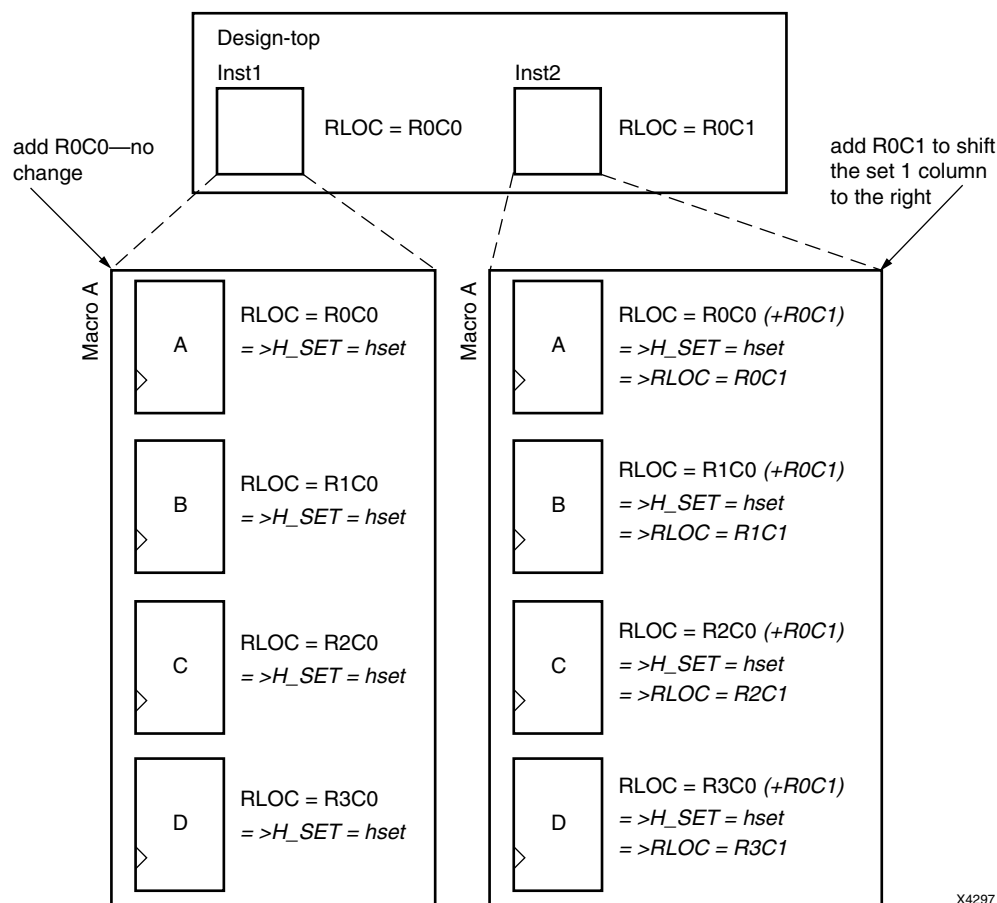 Design-top
Inst1
Inst2
RLOC = R0C0
RLOC = R0C1
add R0C0—no
change
add R0C1 to shift
the set 1 column
to the right
Macro A
A
RLOC = R0C0
= >H_SET = hset
B
RLOC = R1C0
= >H_SET = hset
C
RLOC = R2C0
= >H_SET = hset
D
RLOC = R3C0
= >H_SET = hset
Macro A
A
RLOC = R0C0 (+R0C1)
= >H_SET = hset
= >RLOC = R0C1
B
RLOC = R1C0 (+R0C1)
= >H_SET = hset
= >RLOC = R1C1
C
RLOC = R2C0 (+R0C1)
= >H_SET = hset
= >RLOC = R2C1
D
RLOC = R3C0 (+R0C1)
= >H_SET = hset
= >RLOC = R3C1
X4297